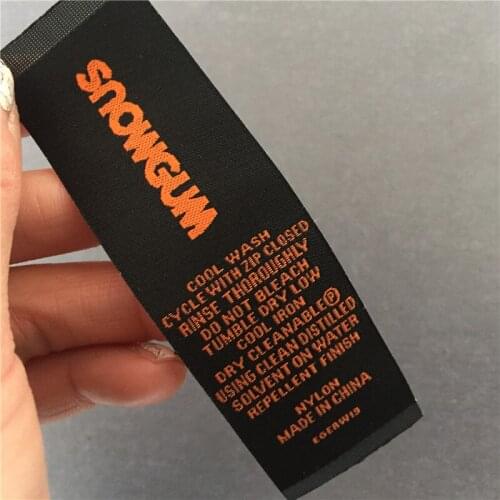 SNOWGUM
COOL WASH
CYCLE WITH ZIP CLOSED
RINSE THOROUGHLY
DO NOT BLEACH
TUMBLE DRY LOW
COOL IRON
DRY CLEANABLE Ⓟ
USING CLEAN DISTILLED
SOLVENT ON WATER
REPELLENT FINISH
NYLON
MADE IN CHINA
EGERW19